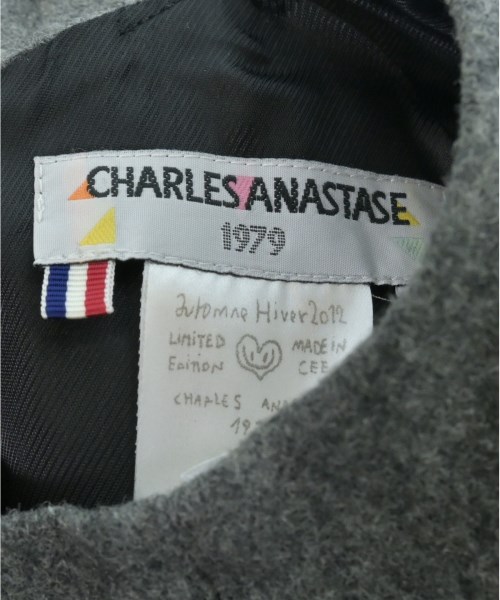 CHARLES ANASTASE
1979
automne Hiver 2012
LIMITED MADE IN
EDITION CEE
CHARLES